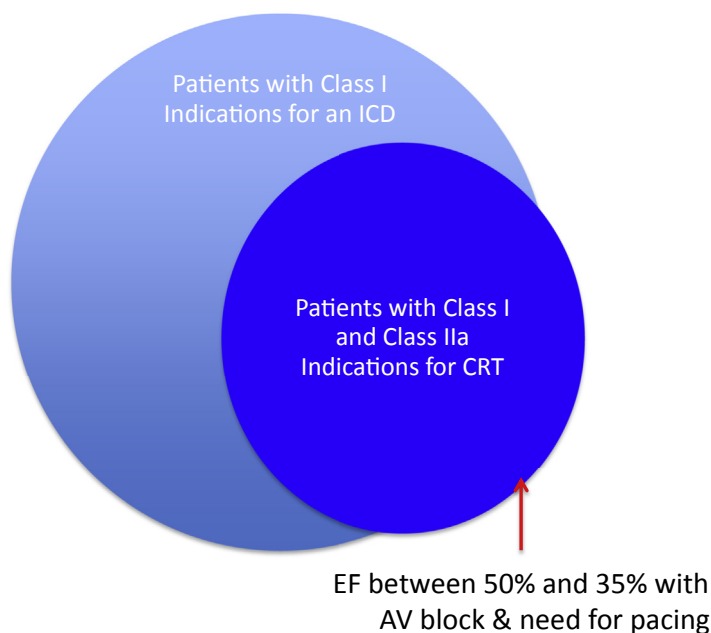 Patients with Class I
Indications for an ICD
Patients with Class I
and Class IIa
Indications for CRT
EF between 50% and 35% with
AV block & need for pacing